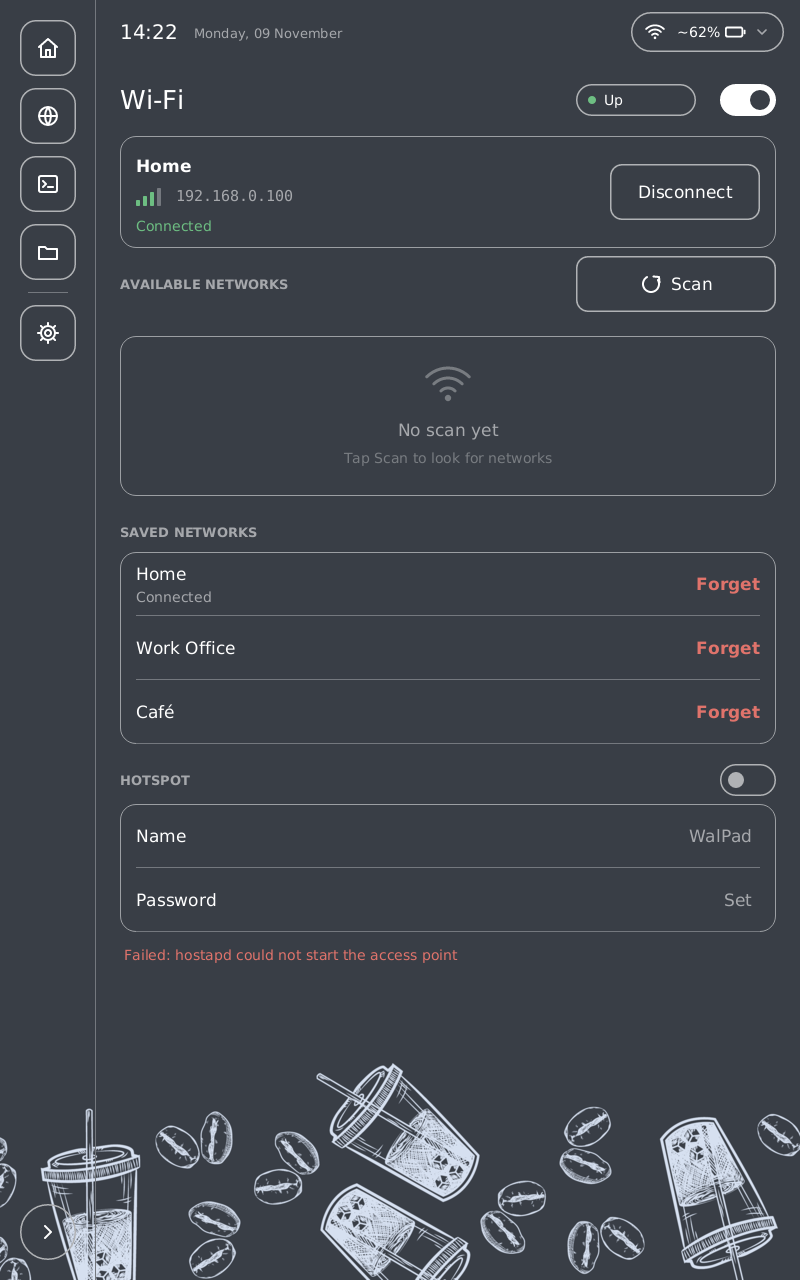 14:22 Monday, 09 November ~62%
Wi-Fi Up
Home
192.168.0.100
Connected
Disconnect
AVAILABLE NETWORKS Scan
No scan yet
Tap Scan to look for networks
SAVED NETWORKS
Home
Connected
Forget
Work Office Forget
Café Forget
HOTSPOT
Name WalPad
Password Set
Failed: hostapd could not start the access point